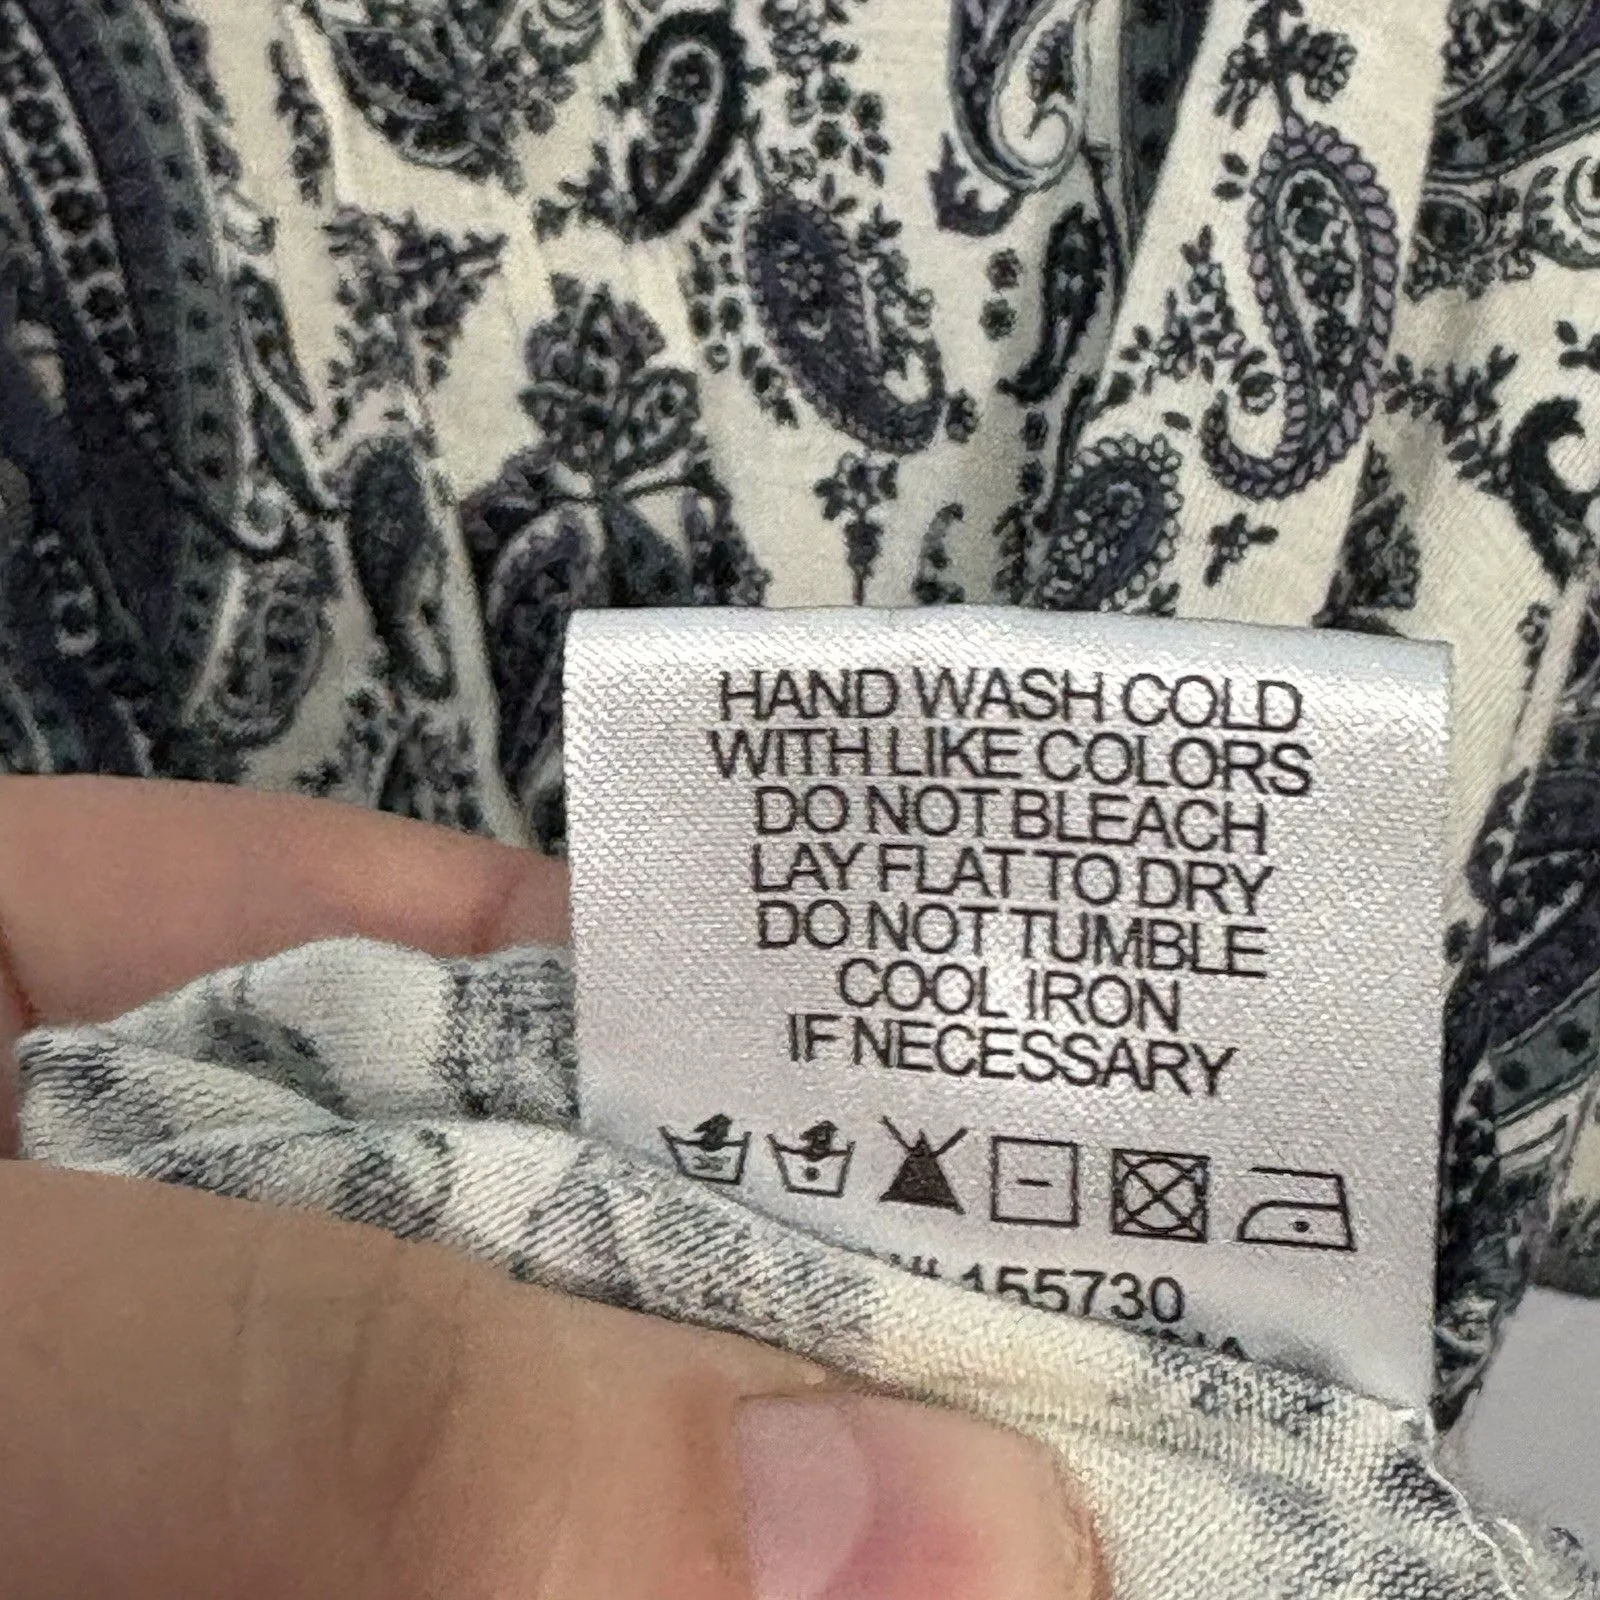 HAND WASH COLD
WITH LIKE COLORS
DO NOT BLEACH
LAY FLAT TO DRY
DO NOT TUMBLE
COOL IRON
IF NECESSARY
155730